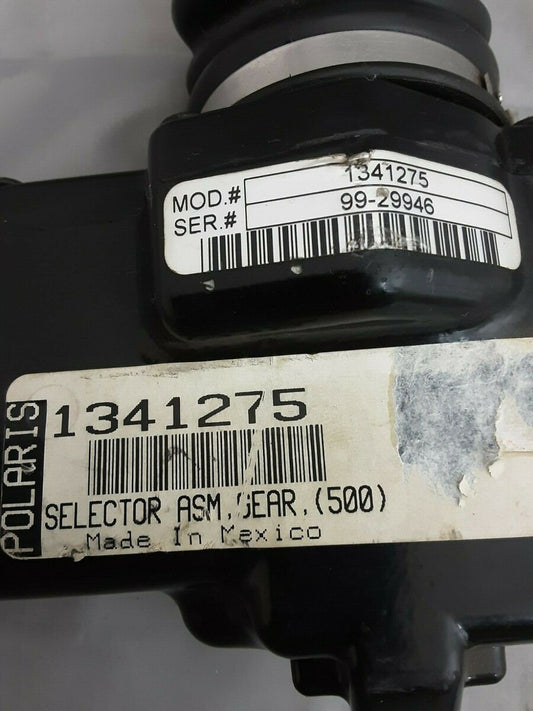 MOD.# 1341275
SER.# 99-29946
POLARIS
1341275
SELECTOR ASM,GEAR,(500)
Made In Mexico